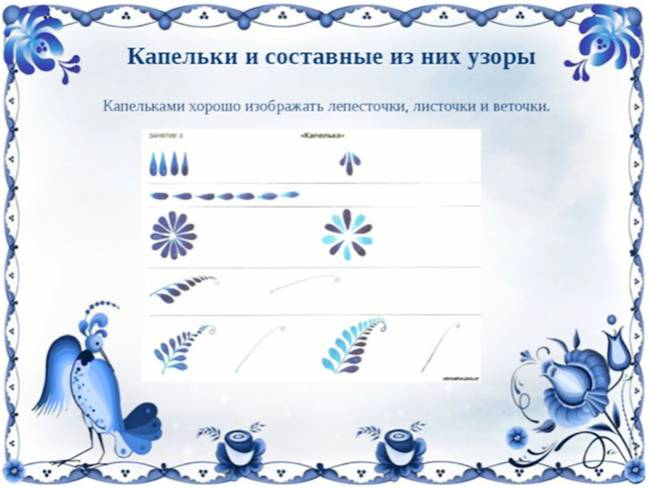 Капельки и составные из них узоры
Капельками хорошо изображать лепесточки, листочки и веточки.
ЗАНЯТИЕ 5
«Капелька»